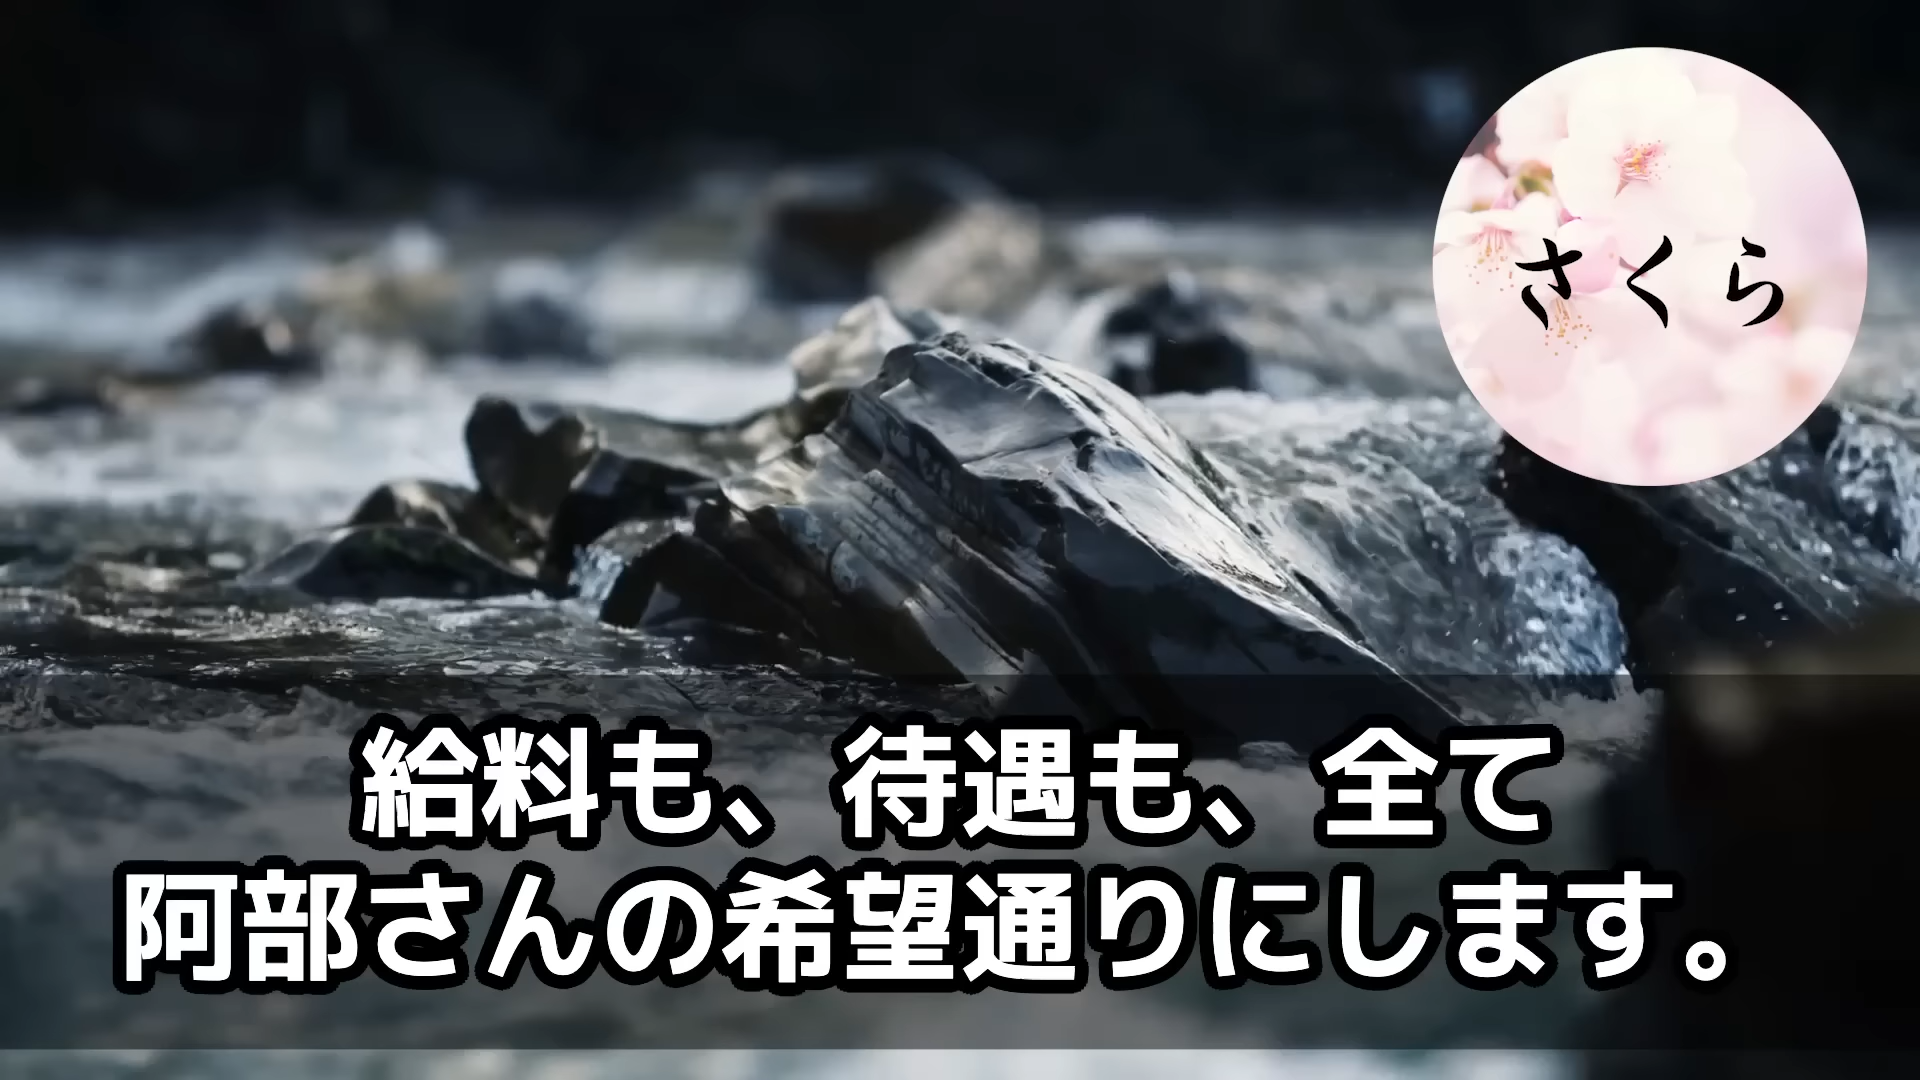 さくら
給料も、待遇も、全て
阿部さんの希望通りにします。